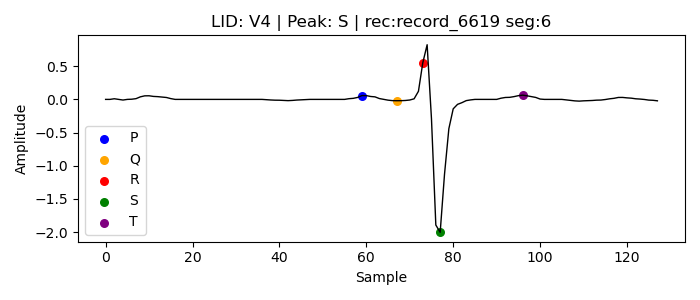 LID: V4 | Peak: S | rec:record_6619 seg:6
Amplitude
0.5
0.0
−0.5
−1.0
−1.5
−2.0
P
Q
R
S
T
0 20 40 60 80 100 120
Sample